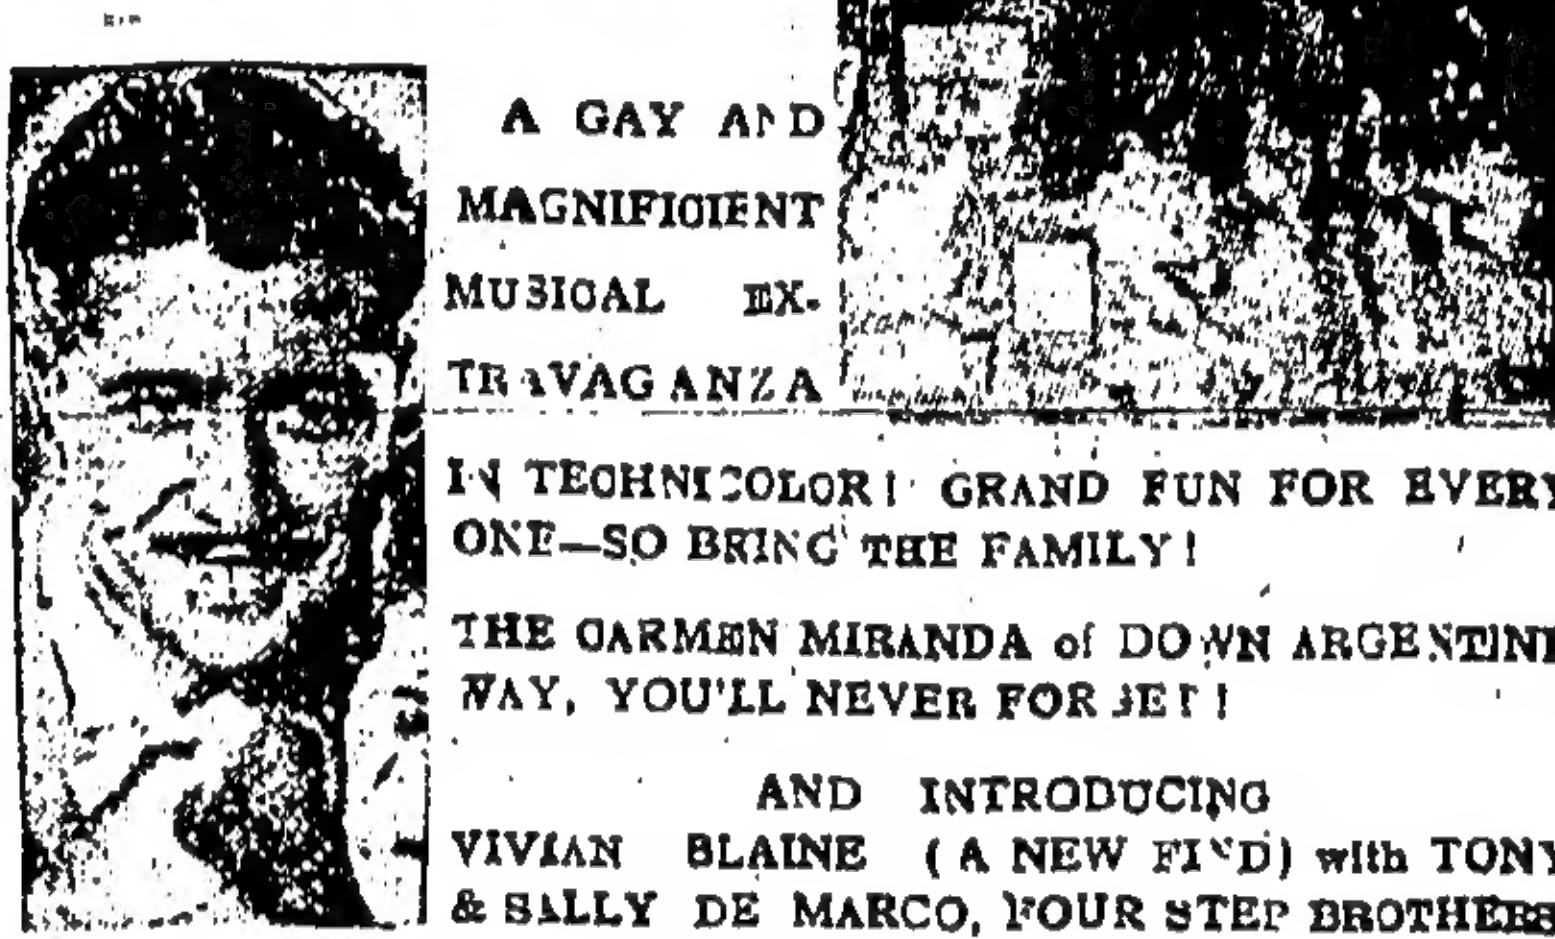 A GAY AND
MAGNIFICIENT
MUSICAL EX-
TRAVAGANZA
IN TECHNICOLOR! GRAND FUN FOR EVERY
ONE—SO BRING THE FAMILY!
THE CARMEN MIRANDA of DOWN ARGENTINE
WAY, YOU'LL NEVER FORGET!
AND INTRODUCING
VIVIAN BLAINE (A NEW FIND) with TONY
& SALLY DE MARCO, FOUR STEP BROTHERS